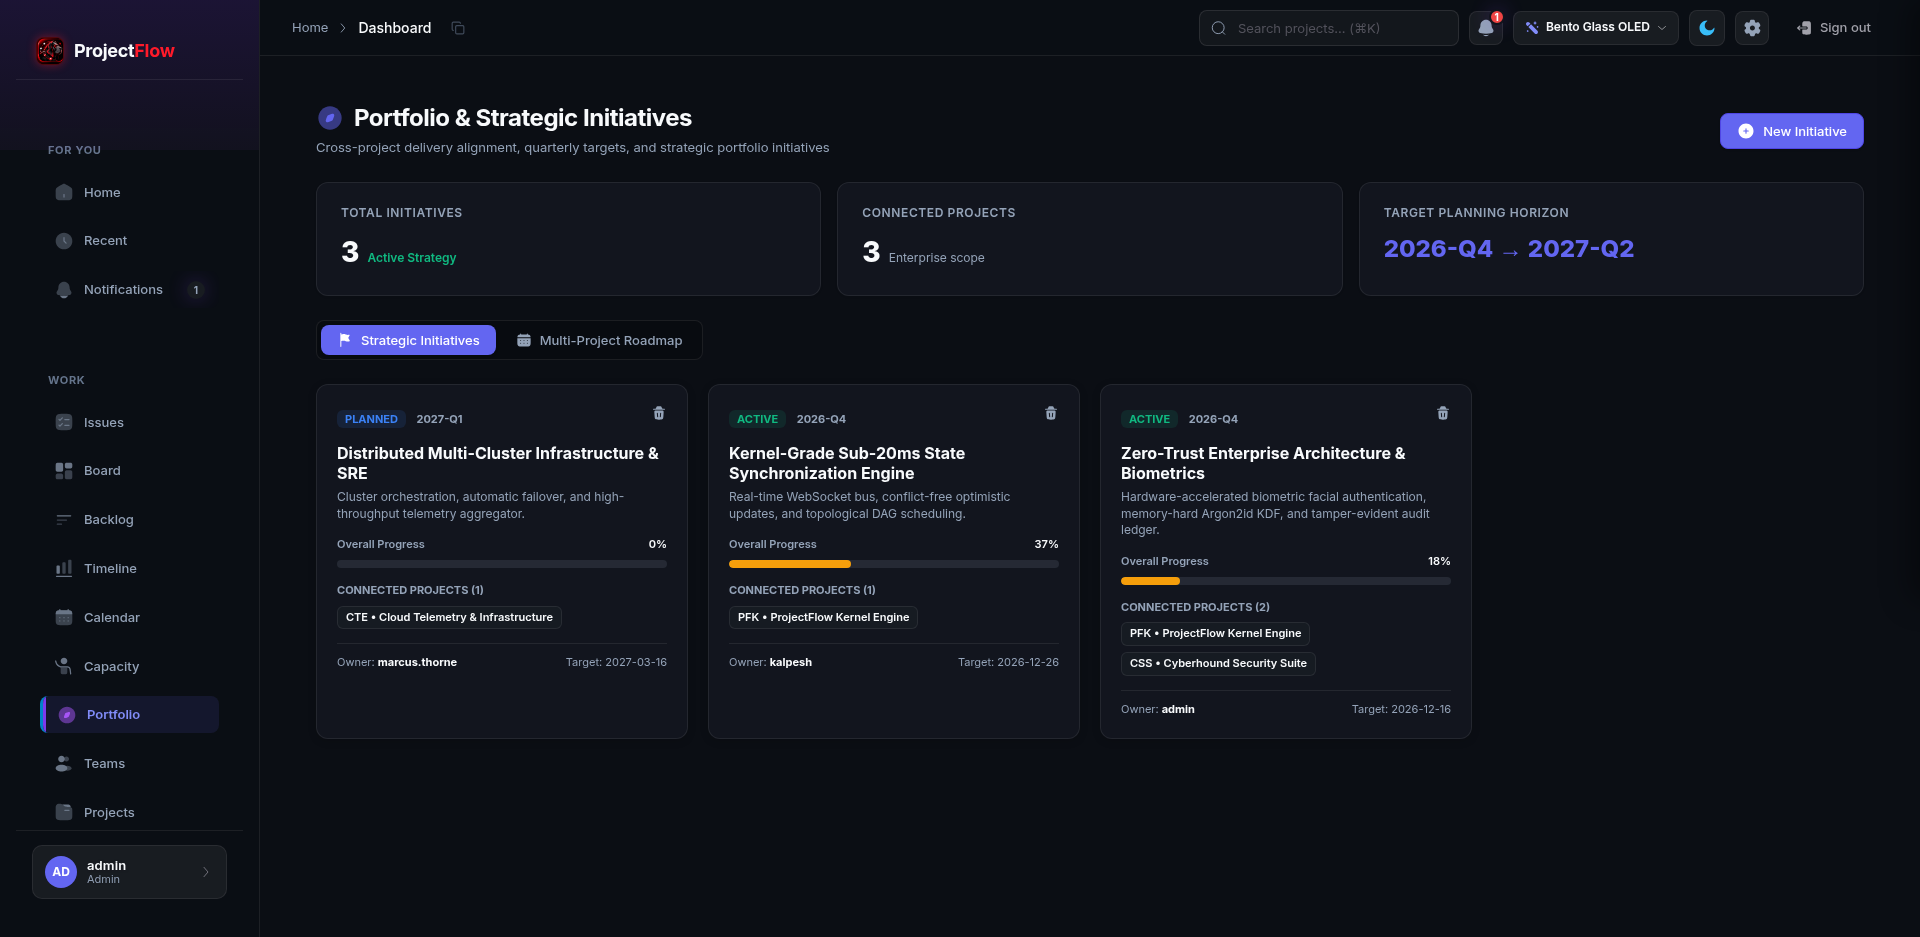 ProjectFlow
Home
Dashboard
Search projects... (⌘K)
1
Bento Glass OLED
Sign out
FOR YOU
Home
Recent
Notifications 1
WORK
Issues
Board
Backlog
Timeline
Calendar
Capacity
Portfolio
Teams
Projects
AD
admin
Admin
Portfolio & Strategic Initiatives
Cross-project delivery alignment, quarterly targets, and strategic portfolio initiatives
New Initiative
TOTAL INITIATIVES
3 Active Strategy
CONNECTED PROJECTS
3 Enterprise scope
TARGET PLANNING HORIZON
2026-Q4 → 2027-Q2
Strategic Initiatives
Multi-Project Roadmap
PLANNED 2027-Q1
Distributed Multi-Cluster Infrastructure &
SRE
Cluster orchestration, automatic failover, and high-
throughput telemetry aggregator.
Overall Progress 0%
CONNECTED PROJECTS (1)
CTE • Cloud Telemetry & Infrastructure
Owner: marcus.thorne Target: 2027-03-16
ACTIVE 2026-Q4
Kernel-Grade Sub-20ms State
Synchronization Engine
Real-time WebSocket bus, conflict-free optimistic
updates, and topological DAG scheduling.
Overall Progress 37%
CONNECTED PROJECTS (1)
PFK • ProjectFlow Kernel Engine
Owner: kalpesh Target: 2026-12-26
ACTIVE 2026-Q4
Zero-Trust Enterprise Architecture &
Biometrics
Hardware-accelerated biometric facial authentication,
memory-hard Argon2id KDF, and tamper-evident audit
ledger.
Overall Progress 18%
CONNECTED PROJECTS (2)
PFK • ProjectFlow Kernel Engine
CSS • Cyberhound Security Suite
Owner: admin Target: 2026-12-16